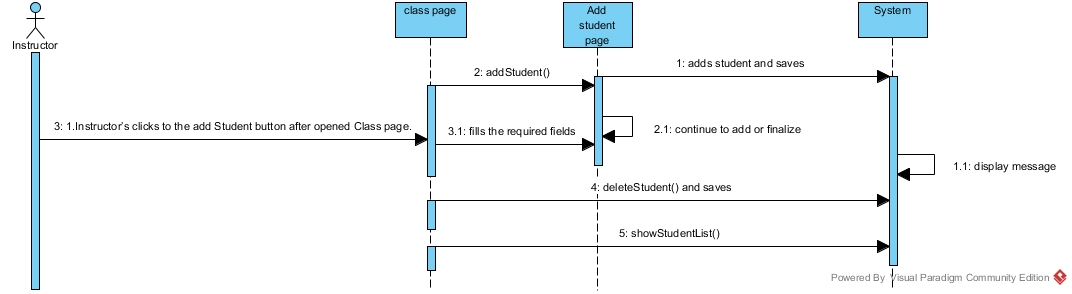 class page
Add
student
page
System
Instructor
1: adds student and saves
2: addStudent()
3: 1.Instructor's clicks to the add Student button after opened Class page.
3.1: fills the required fields
2.1: continue to add or finalize
1.1: display message
4: deleteStudent() and saves
5: showStudentList()
Powered By Visual Paradigm Community Edition